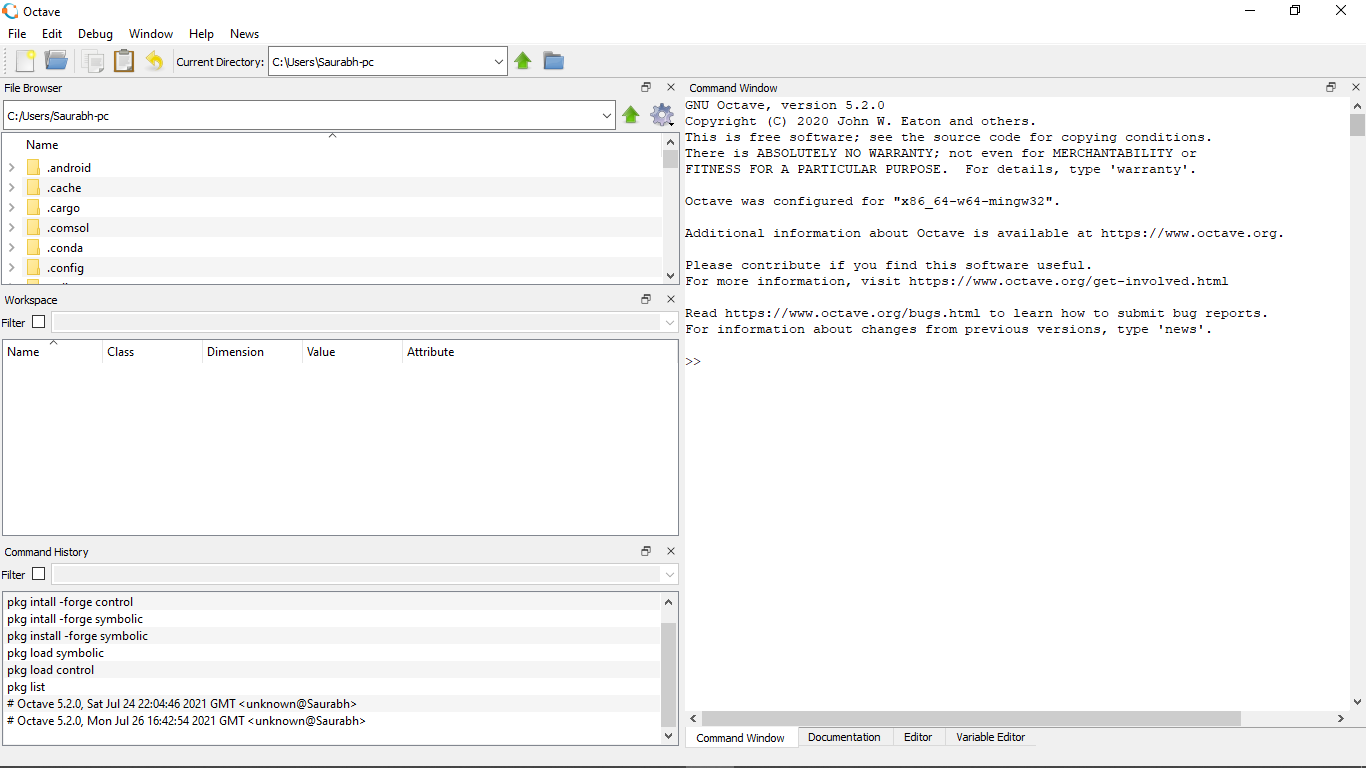 Octave
File Edit Debug Window Help News
Current Directory: C:\Users\Saurabh-pc
File Browser
C:/Users/Saurabh-pc
Name
.android
.cache
.cargo
.comsol
.conda
.config
Workspace
Filter
Name Class Dimension Value Attribute
Command History
Filter
pkg intall -forge control
pkg intall -forge symbolic
pkg install -forge symbolic
pkg load symbolic
pkg load control
pkg list
# Octave 5.2.0, Sat Jul 24 22:04:46 2021 GMT <unknown@Saurabh>
# Octave 5.2.0, Mon Jul 26 16:42:54 2021 GMT <unknown@Saurabh>
Command Window
GNU Octave, version 5.2.0
Copyright (C) 2020 John W. Eaton and others.
This is free software; see the source code for copying conditions.
There is ABSOLUTELY NO WARRANTY; not even for MERCHANTABILITY or
FITNESS FOR A PARTICULAR PURPOSE.  For details, type 'warranty'.
Octave was configured for "x86_64-w64-mingw32".
Additional information about Octave is available at https://www.octave.org.
Please contribute if you find this software useful.
For more information, visit https://www.octave.org/get-involved.html
Read https://www.octave.org/bugs.html to learn how to submit bug reports.
For information about changes from previous versions, type 'news'.
>>
Command Window Documentation Editor Variable Editor